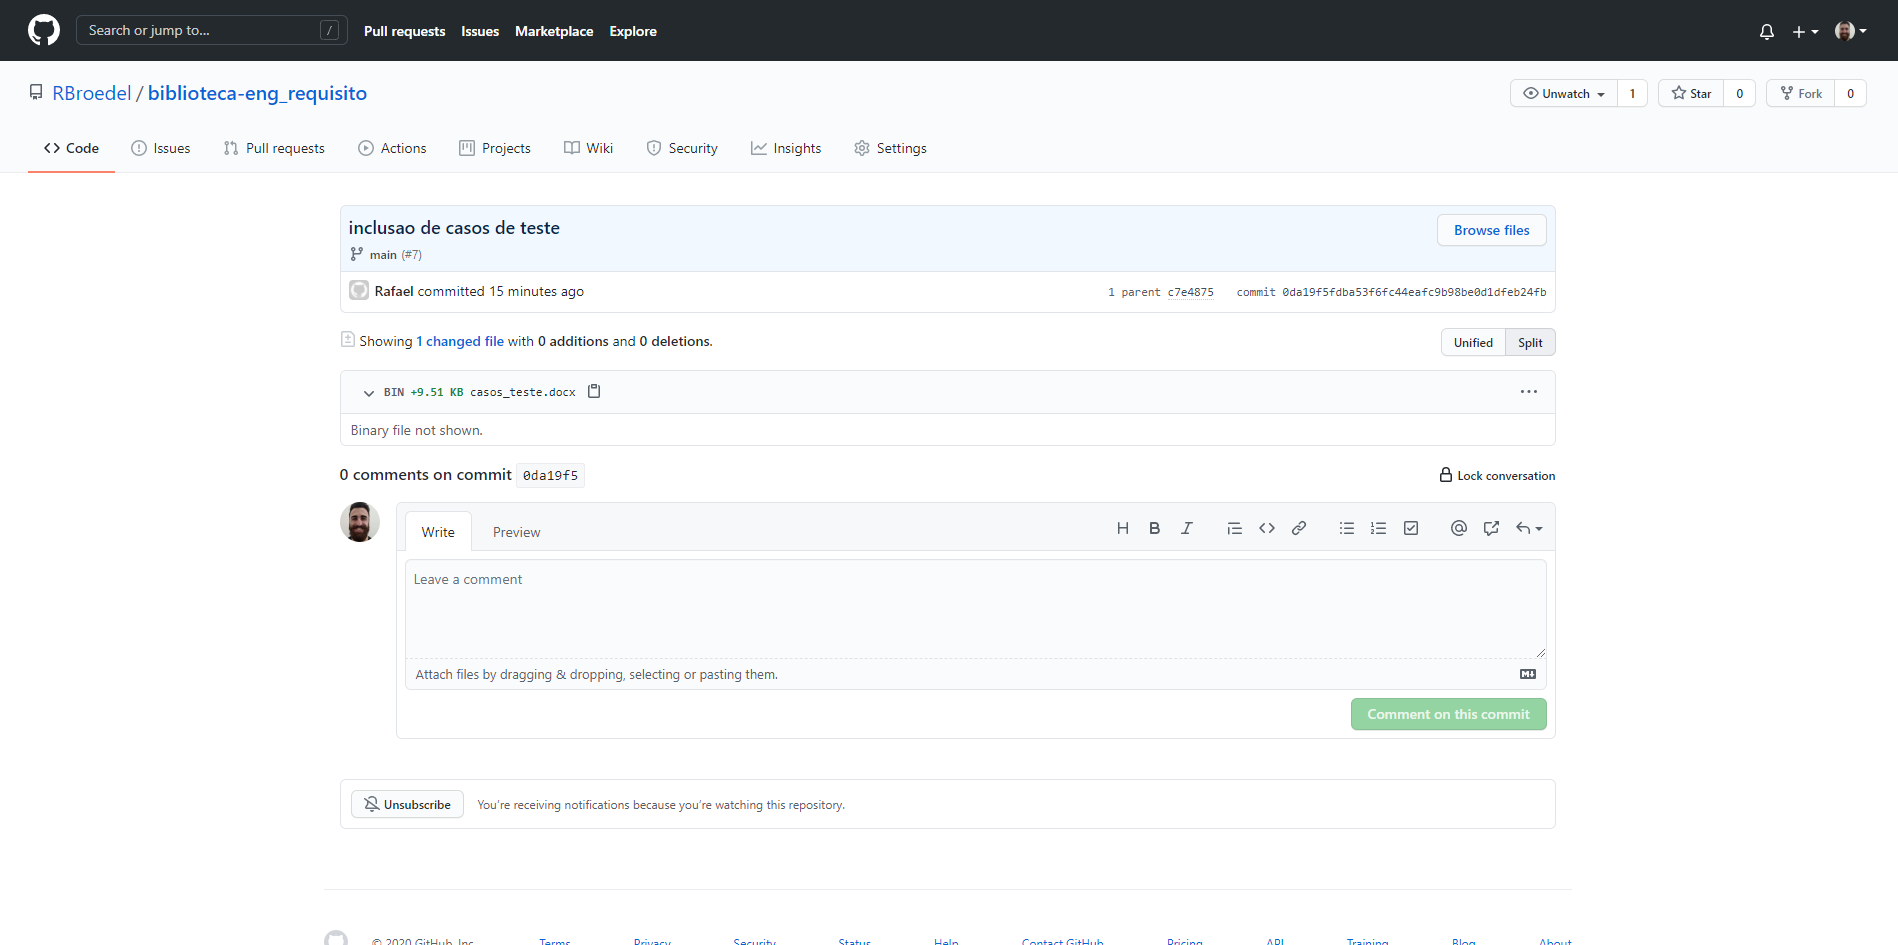 Search or jump to... /
Pull requests Issues Marketplace Explore
RBroedel / biblioteca-eng_requisito
Unwatch 1 Star 0 Fork 0
Code Issues Pull requests Actions Projects Wiki Security Insights Settings
inclusao de casos de teste
Browse files
main (#7)
Rafael committed 15 minutes ago
1 parent c7e4875 commit 0da19f5fdba53f6fc44eafc9b98be0d1dfeb24fb
Showing 1 changed file with 0 additions and 0 deletions.
Unified Split
BIN +9.51 KB casos_teste.docx
Binary file not shown.
0 comments on commit 0da19f5
Lock conversation
Write Preview
Leave a comment
Attach files by dragging & dropping, selecting or pasting them.
Comment on this commit
Unsubscribe You're receiving notifications because you're watching this repository.
© 2020 GitHub, Inc. Terms Privacy Security Status Help Contact GitHub Pricing API Training Blog About